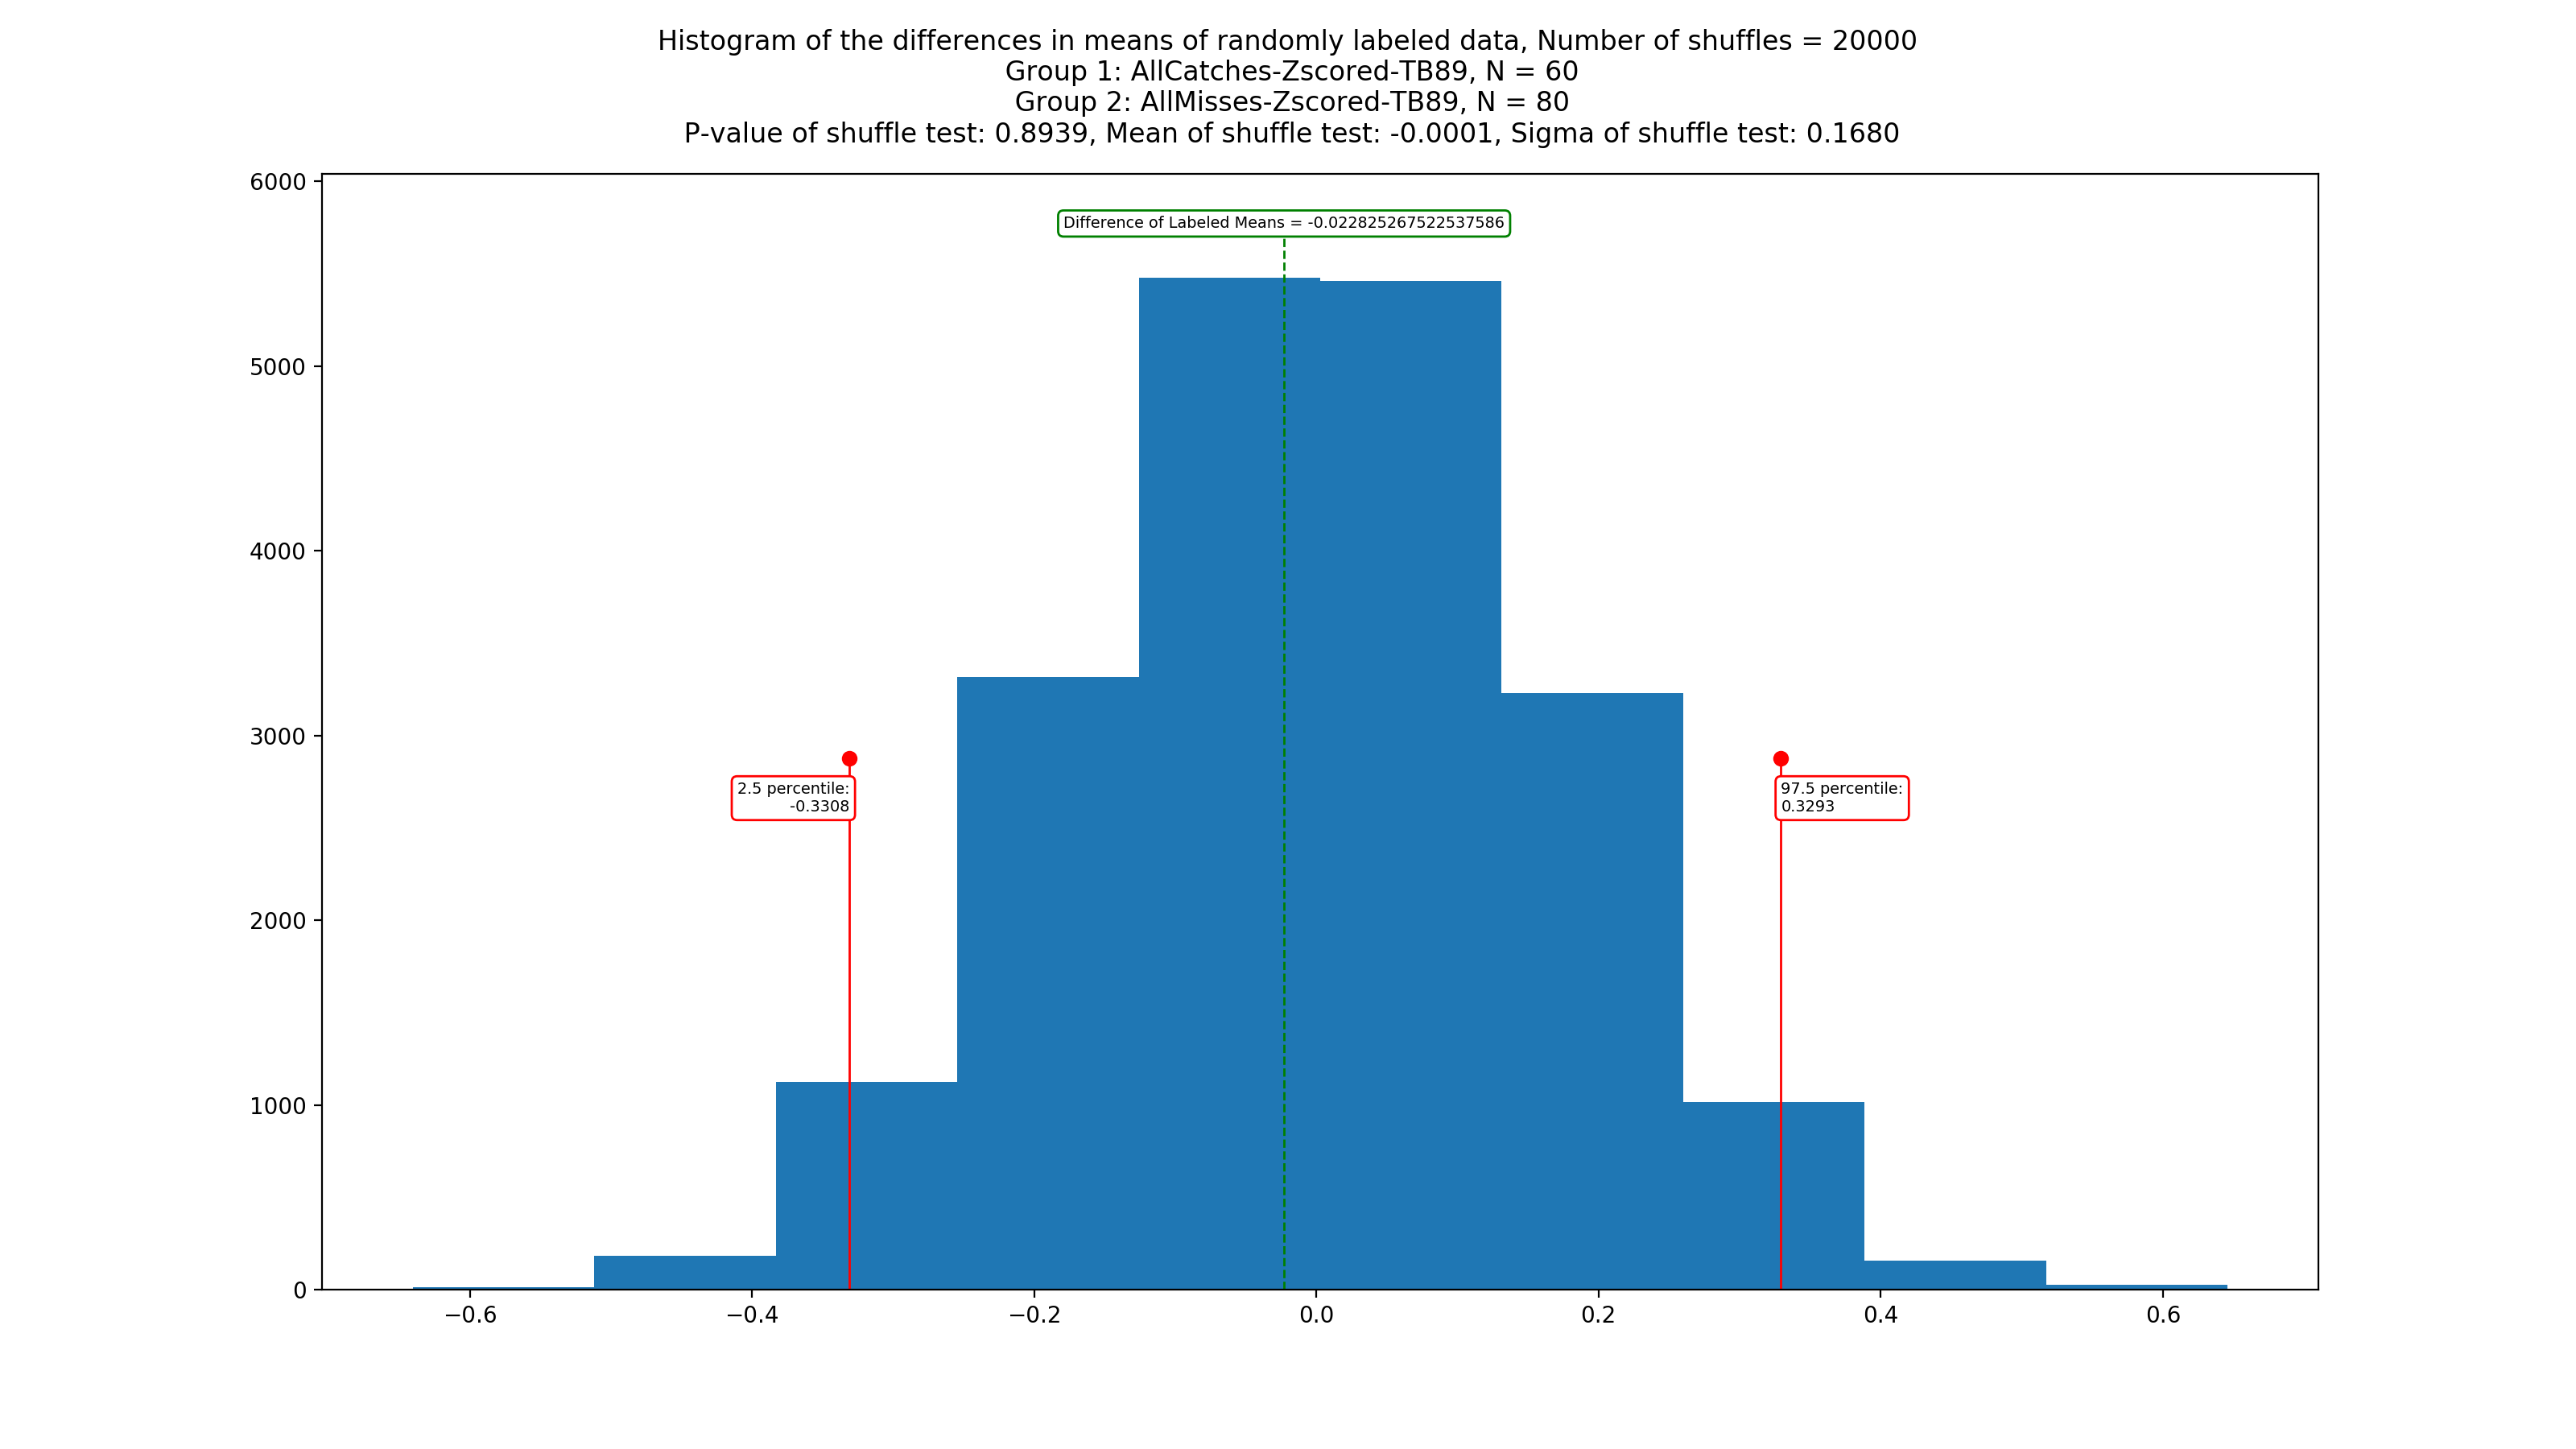 Histogram of the differences in means of randomly labeled data, Number of shuffles = 20000
Group 1: AllCatches-Zscored-TB89, N = 60
Group 2: AllMisses-Zscored-TB89, N = 80
P-value of shuffle test: 0.8939, Mean of shuffle test: -0.0001, Sigma of shuffle test: 0.1680
6000
Difference of Labeled Means = -0.022825267522537586
5000
4000
3000
2.5 percentile:
-0.3308
97.5 percentile:
0.3293
2000
1000
0
−0.6
−0.4
−0.2
0.0
0.2
0.4
0.6